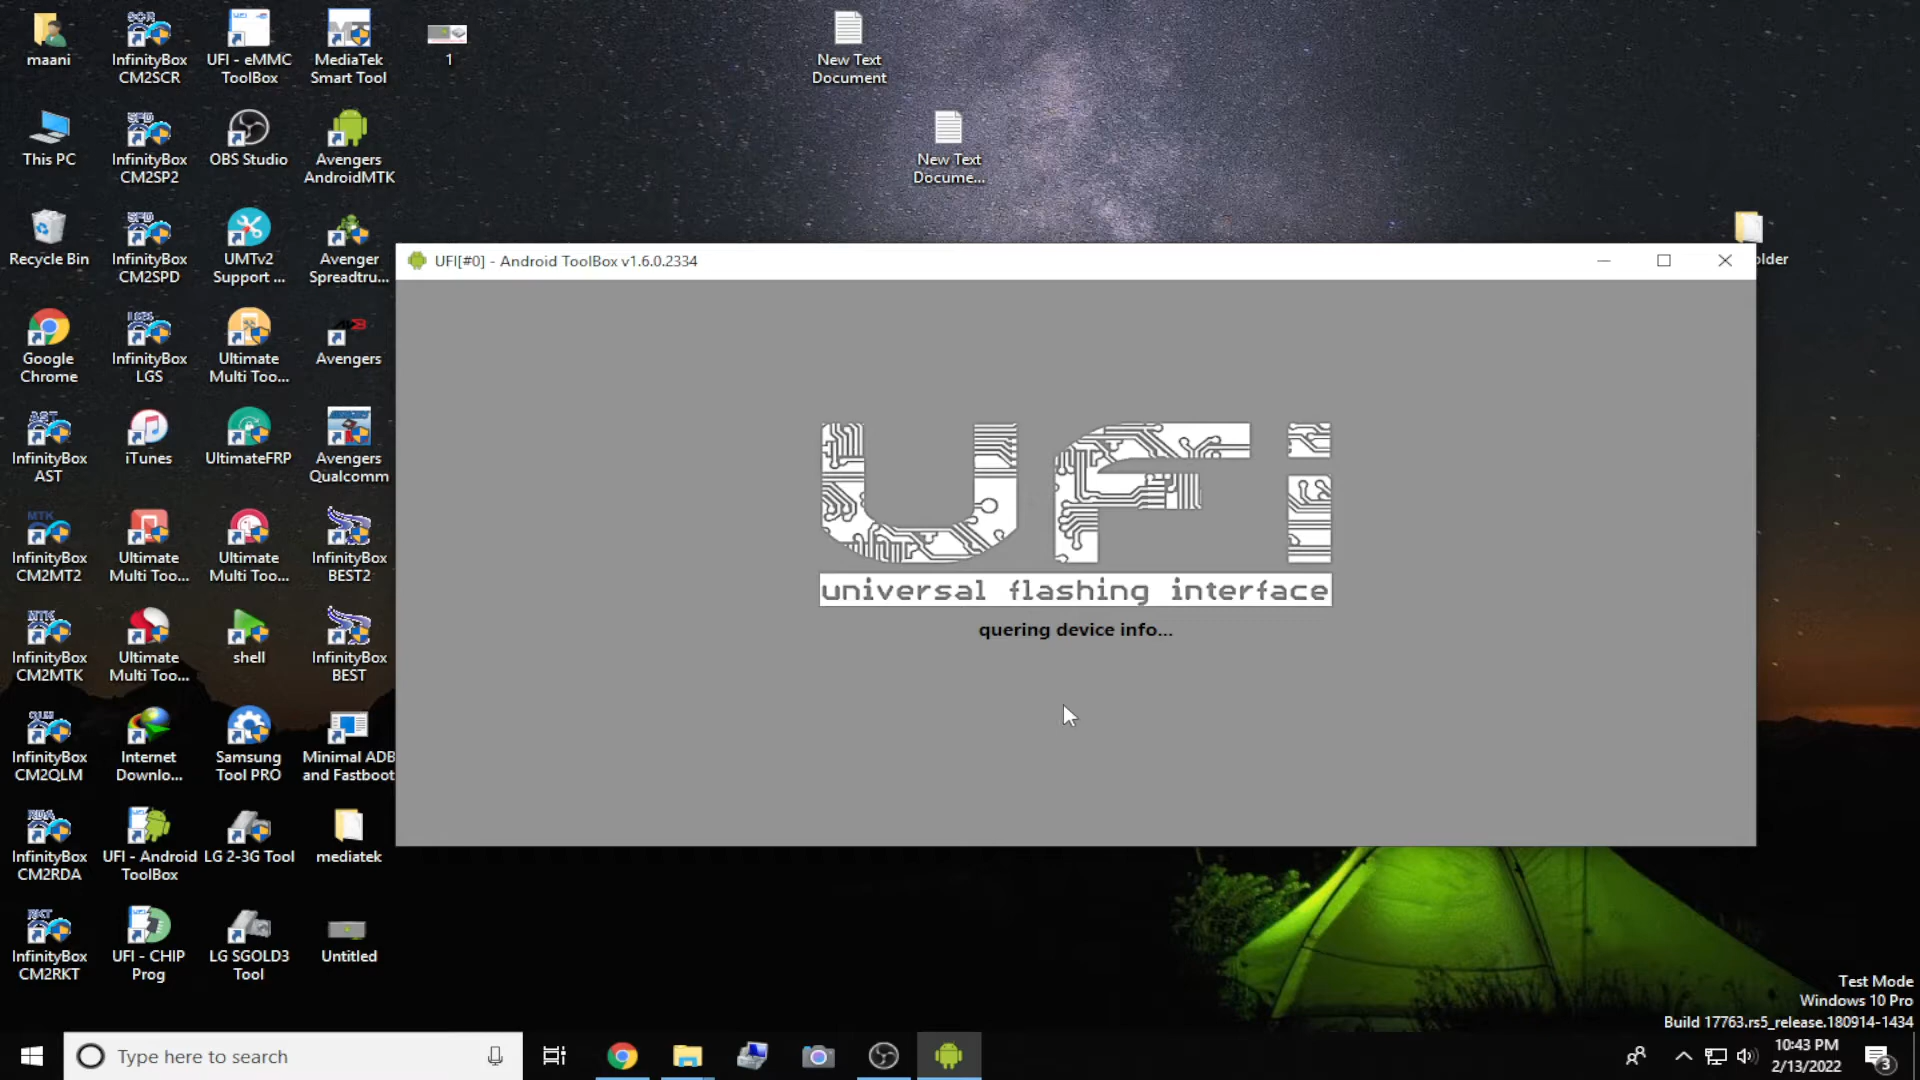 maani
InfinityBox
CM2SCR
UFI - eMMC
ToolBox
MediaTek
Smart Tool
1
New Text
Document
This PC
InfinityBox
CM2SP2
OBS Studio
Avengers
AndroidMTK
New Text
Docume...
Recycle Bin
InfinityBox
CM2SPD
UMTv2
Support ...
Avenger
Spreadtru...
older
UFI[#0] - Android ToolBox v1.6.0.2334
Google
Chrome
InfinityBox
LGS
Ultimate
Multi Too...
Avengers
InfinityBox
AST
iTunes
UltimateFRP
Avengers
Qualcomm
UFi
universal flashing interface
quering device info...
InfinityBox
CM2MT2
Ultimate
Multi Too...
Ultimate
Multi Too...
InfinityBox
BEST2
InfinityBox
CM2MTK
Ultimate
Multi Too...
shell
InfinityBox
BEST
InfinityBox
CM2QLM
Internet
Downlo...
Samsung
Tool PRO
Minimal ADB
and Fastboot
InfinityBox
CM2RDA
UFI - Android
ToolBox
LG 2-3G Tool
mediatek
InfinityBox
CM2RKT
UFI - CHIP
Prog
LG SGOLD3
Tool
Untitled
Test Mode
Windows 10 Pro
Build 17763.rs5_release.180914-1434
Type here to search
10:43 PM
2/13/2022
3